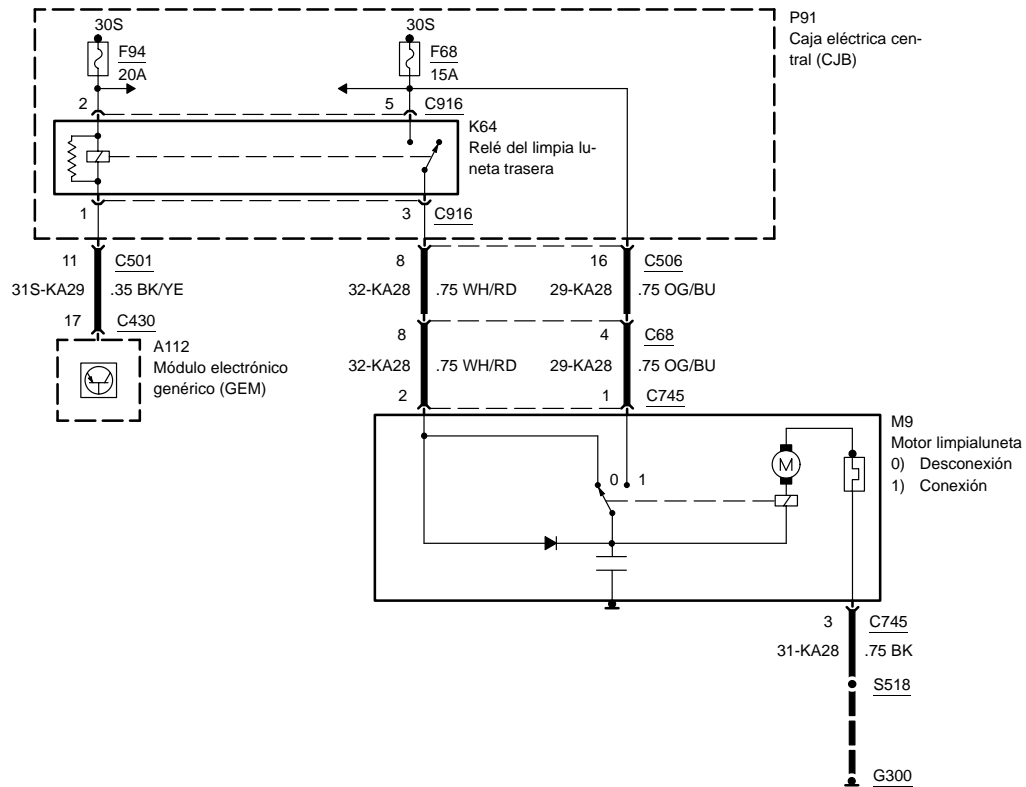 P91
Caja eléctrica cen-
tral (CJB)
30S
30S
F94
20A
F68
15A
2
5
C916
K64
Relé del limpia lu-
neta trasera
1
3
C916
11
C501
8
16
C506
31S-KA29
.35 BK/YE
32-KA28
.75 WH/RD
29-KA28
.75 OG/BU
17
C430
8
4
C68
A112
Módulo electrónico
genérico (GEM)
32-KA28
.75 WH/RD
29-KA28
.75 OG/BU
2
1
C745
M9
Motor limpialuneta
0) Desconexión
1) Conexión
M
0
1
3
C745
31-KA28
.75 BK
S518
G300